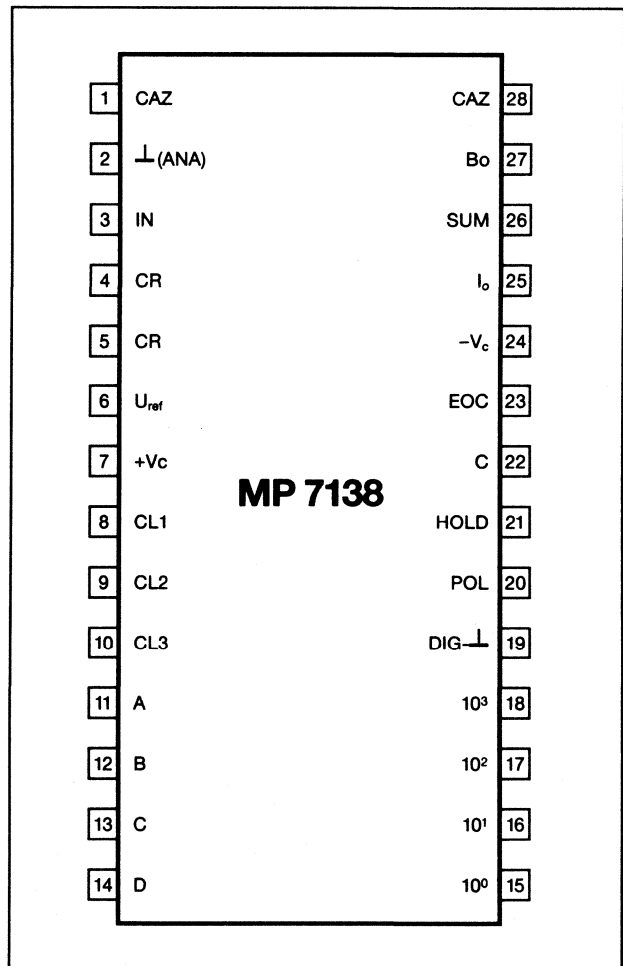 1 CAZ CAZ 28
2 ⊥(ANA) Bo 27
3 IN SUM 26
4 CR Iₒ 25
5 CR −V꜀ 24
6 Uref EOC 23
7 +Vc C 22
MP 7138
8 CL1 HOLD 21
9 CL2 POL 20
10 CL3 DIG-⊥ 19
11 A 10³ 18
12 B 10² 17
13 C 10¹ 16
14 D 10⁰ 15